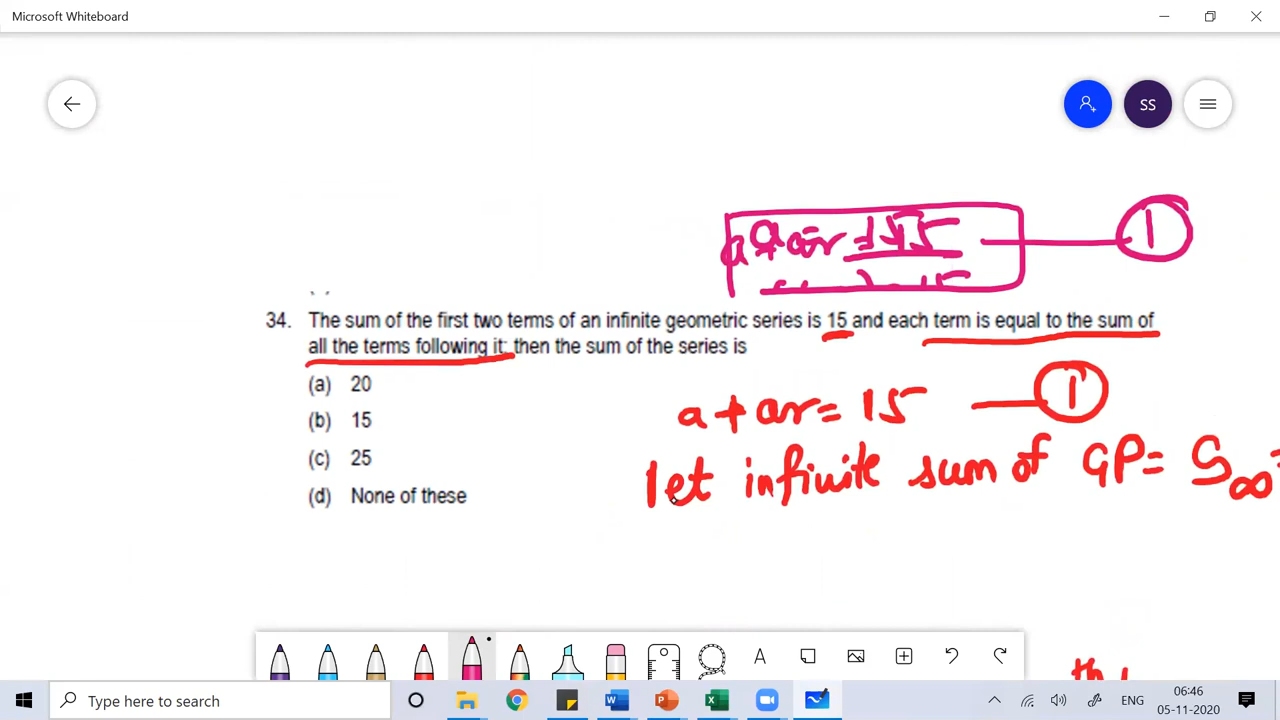 Microsoft Whiteboard
SS
1
34. The sum of the first two terms of an infinite geometric series is 15 and each term is equal to the sum of
all the terms following it; then the sum of the series is
(a) 20
(b) 15
(c) 25
(d) None of these
a + ar = 15 — 1
let infinite sum of GP = S∞ =
Type here to search
ENG
06:46
05-11-2020